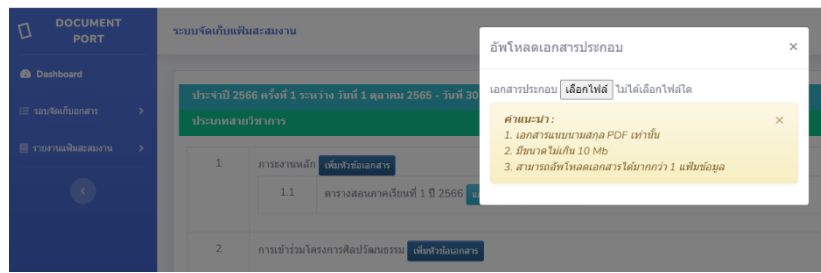 DOCUMENT
PORT
ระบบจัดเก็บแฟ้มสะสมงาน
Dashboard
รอบจัดเก็บเอกสาร
รายงานแฟ้มสะสมงาน
ประจำปี 2566 ครั้งที่ 1 ระหว่าง วันที่ 1 ตุลาคม 2565 - วันที่ 30
ประเภทสายวิชาการ
1 ภาระงานหลัก เพิ่มหัวข้อเอกสาร
1.1 ตารางสอนภาคเรียนที่ 1 ปี 2566
2 การเข้าร่วมโครงการศิลปวัฒนธรรม เพิ่มหัวข้อเอกสาร
อัพโหลดเอกสารประกอบ ×
เอกสารประกอบ เลือกไฟล์ ไม่ได้เลือกไฟล์ใด
คำแนะนำ : ×
1. เอกสารแนบนามสกุล PDF เท่านั้น
2. มีขนาดไม่เกิน 10 Mb
3. สามารถอัพโหลดเอกสารได้มากกว่า 1 แฟ้มข้อมูล